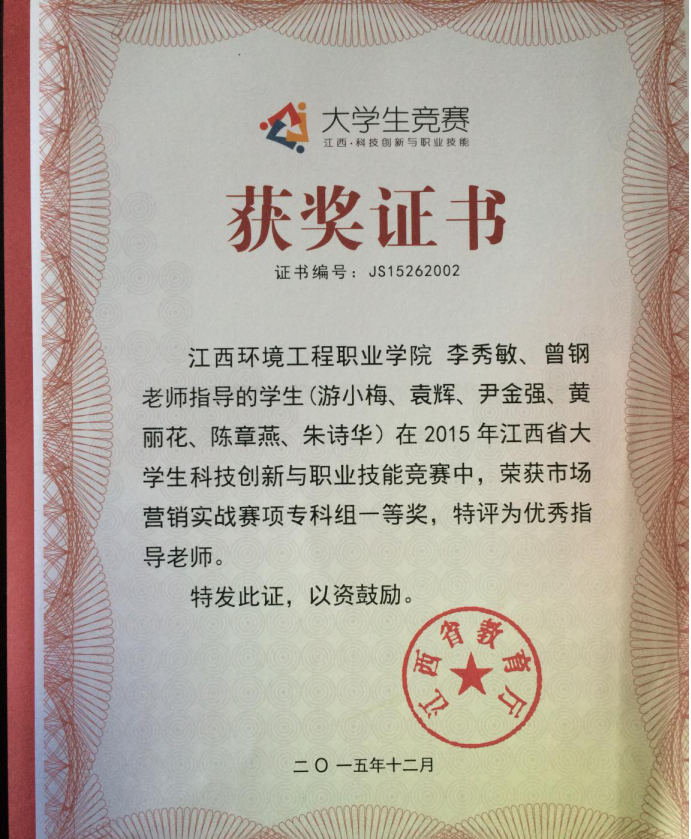 大学生竞赛
江西·科技创新与职业技能
获奖证书
证书编号：JS15262002
江西环境工程职业学院 李秀敏、曾钢
老师指导的学生(游小梅、袁辉、尹金强、黄
丽花、陈章燕、朱诗华）在2015年江西省大
学生科技创新与职业技能竞赛中，荣获市场
营销实战赛项专科组一等奖，特评为优秀指
导老师。
特发此证，以资鼓励。
江西省教育厅
二〇一五年十二月